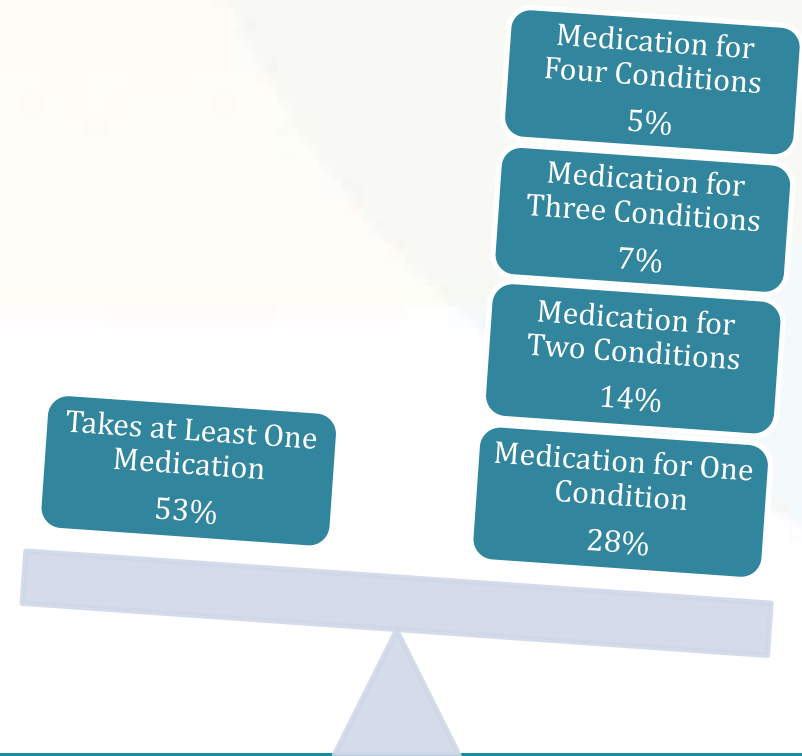 Medication for
Four Conditions
5%
Medication for
Three Conditions
7%
Medication for
Two Conditions
14%
Takes at Least One
Medication
53%
Medication for One
Condition
28%